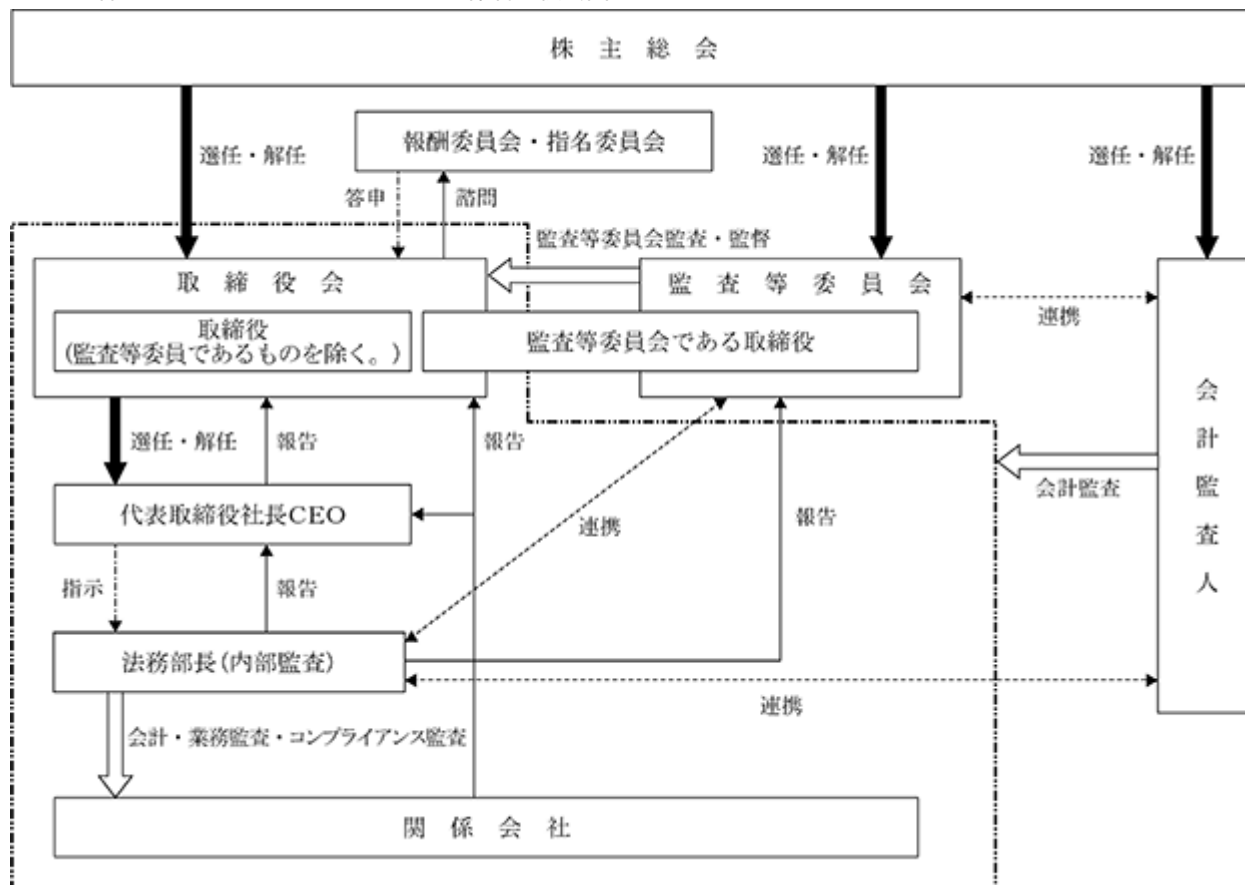 株主総会
報酬委員会・指名委員会
選任・解任
選任・解任
選任・解任
答申
諮問
監査等委員会監査・監督
取締役会
監査等委員会
取締役
(監査等委員であるものを除く。)
監査等委員会である取締役
連携
会計監査人
選任・解任
報告
報告
会計監査
代表取締役社長CEO
連携
報告
指示
報告
法務部長(内部監査)
連携
会計・業務監査・コンプライアンス監査
関係会社